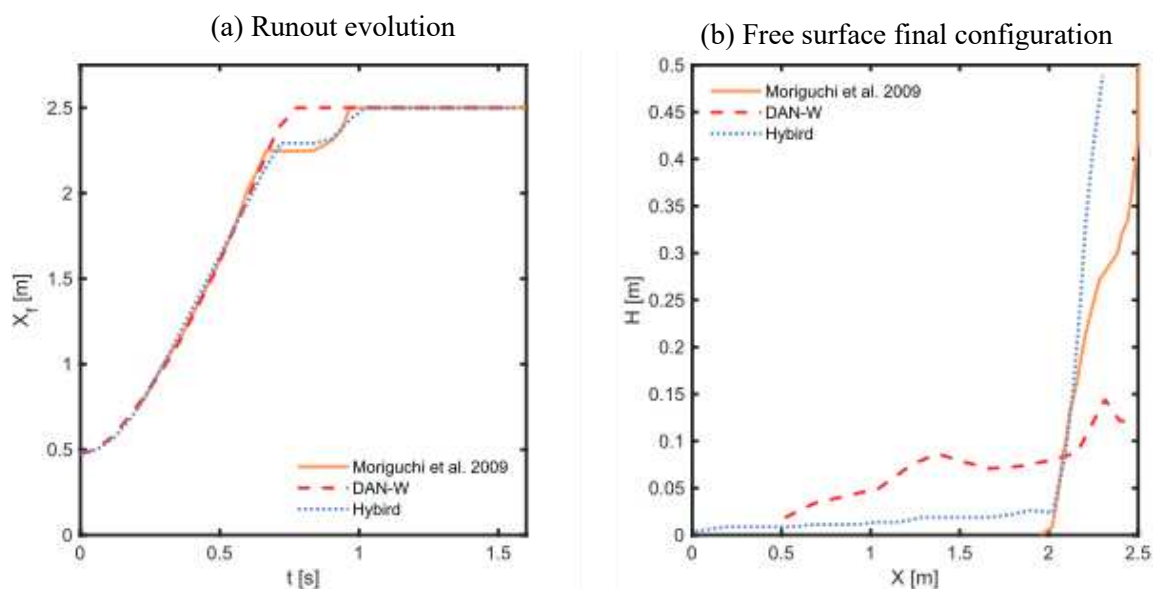 (a) Runout evolution
2.5
2
1.5
1
0.5
0
X_f [m]
Moriguchi et al. 2009
DAN-W
Hybird
0
0.5
1
1.5
t [s]
(b) Free surface final configuration
0.5
0.45
0.4
0.35
0.3
0.25
0.2
0.15
0.1
0.05
0
H [m]
Moriguchi et al. 2009
DAN-W
Hybird
0
0.5
1
1.5
2
2.5
X [m]